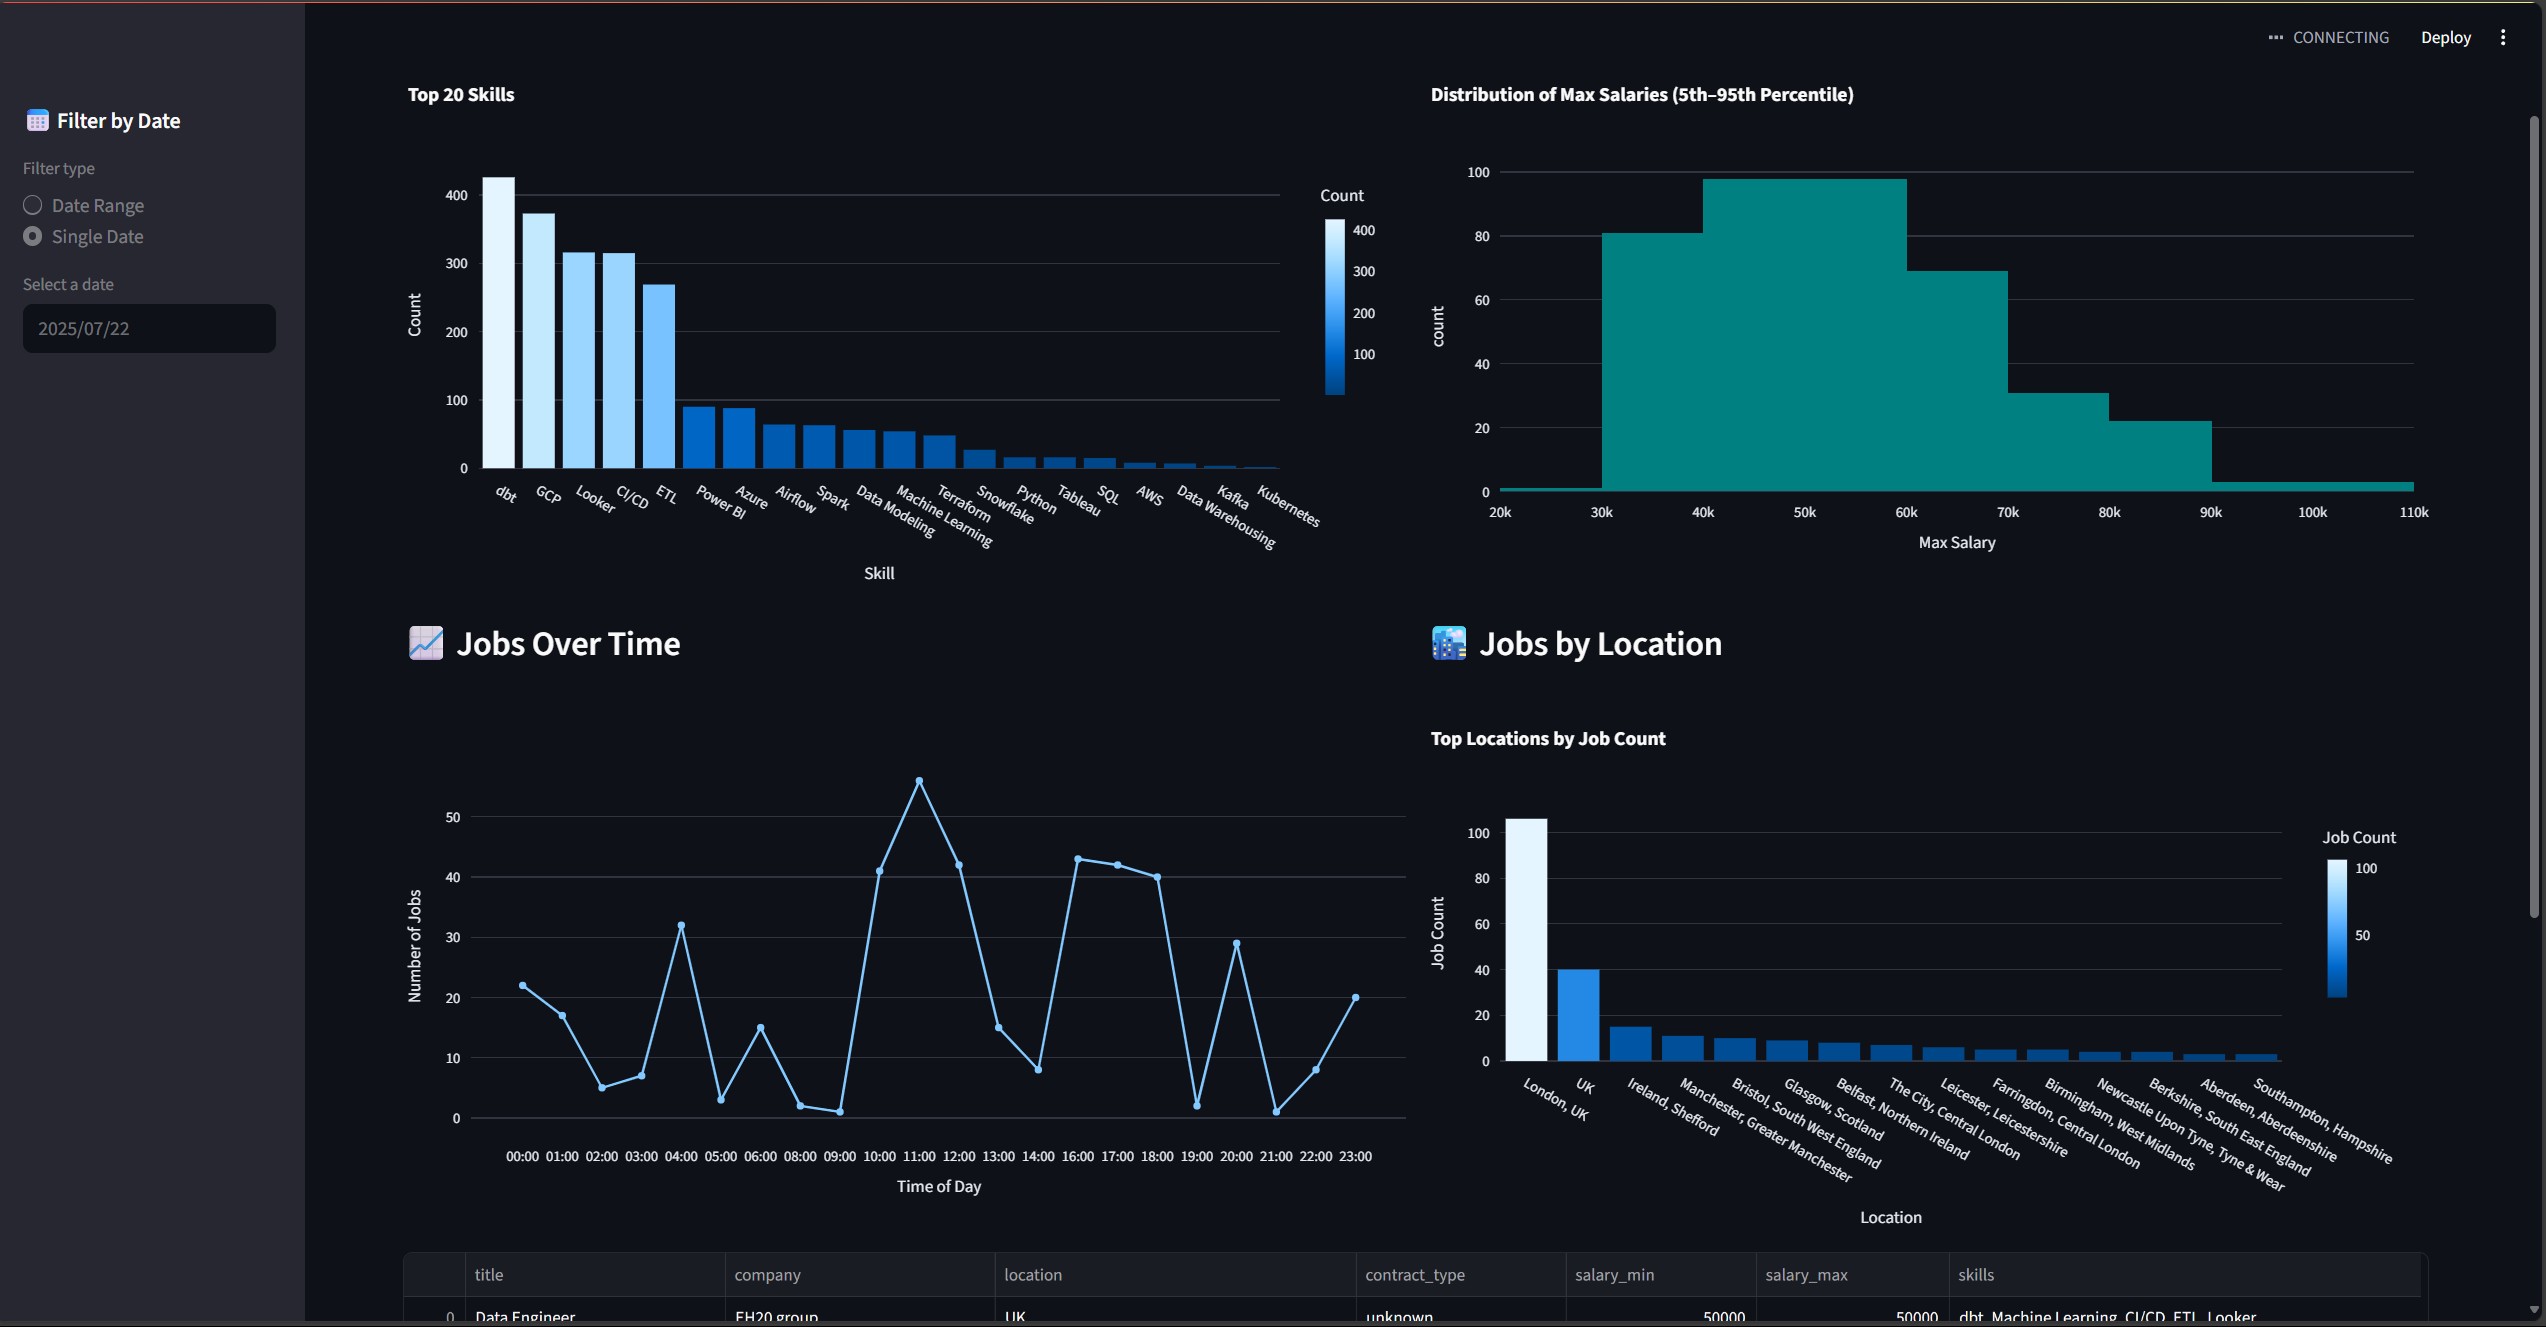 CONNECTING
Deploy
Filter by Date
Filter type
Date Range
Single Date
Select a date
2025/07/22
Top 20 Skills
Count
400
300
200
100
0
dbt
GCP
Looker
CI/CD
ETL
Power BI
Azure
Airflow
Spark
Data Modeling
Machine Learning
Terraform
Snowflake
Python
Tableau
SQL
AWS
Data Warehousing
Kafka
Kubernetes
Skill
Count
400
300
200
100
Distribution of Max Salaries (5th–95th Percentile)
count
100
80
60
40
20
0
20k 30k 40k 50k 60k 70k 80k 90k 100k 110k
Max Salary
Jobs Over Time
Number of Jobs
50
40
30
20
10
0
00:00 01:00 02:00 03:00 04:00 05:00 06:00 08:00 09:00 10:00 11:00 12:00 13:00 14:00 16:00 17:00 18:00 19:00 20:00 21:00 22:00 23:00
Time of Day
Jobs by Location
Top Locations by Job Count
Job Count
100
80
60
40
20
0
London, UK
UK
Ireland, Shefford
Manchester, Greater Manchester
Bristol, South West England
Glasgow, Scotland
Belfast, Northern Ireland
The City, Central London
Leicester, Leicestershire
Farringdon, Central London
Birmingham, West Midlands
Newcastle Upon Tyne, Tyne & Wear
Berkshire, South East England
Aberdeen, Aberdeenshire
Southampton, Hampshire
Location
Job Count
100
50
title company location contract_type salary_min salary_max skills
0 Data Engineer EH20 group UK unknown 50000 50000 dbt, Machine Learning, CI/CD, ETL, Looker